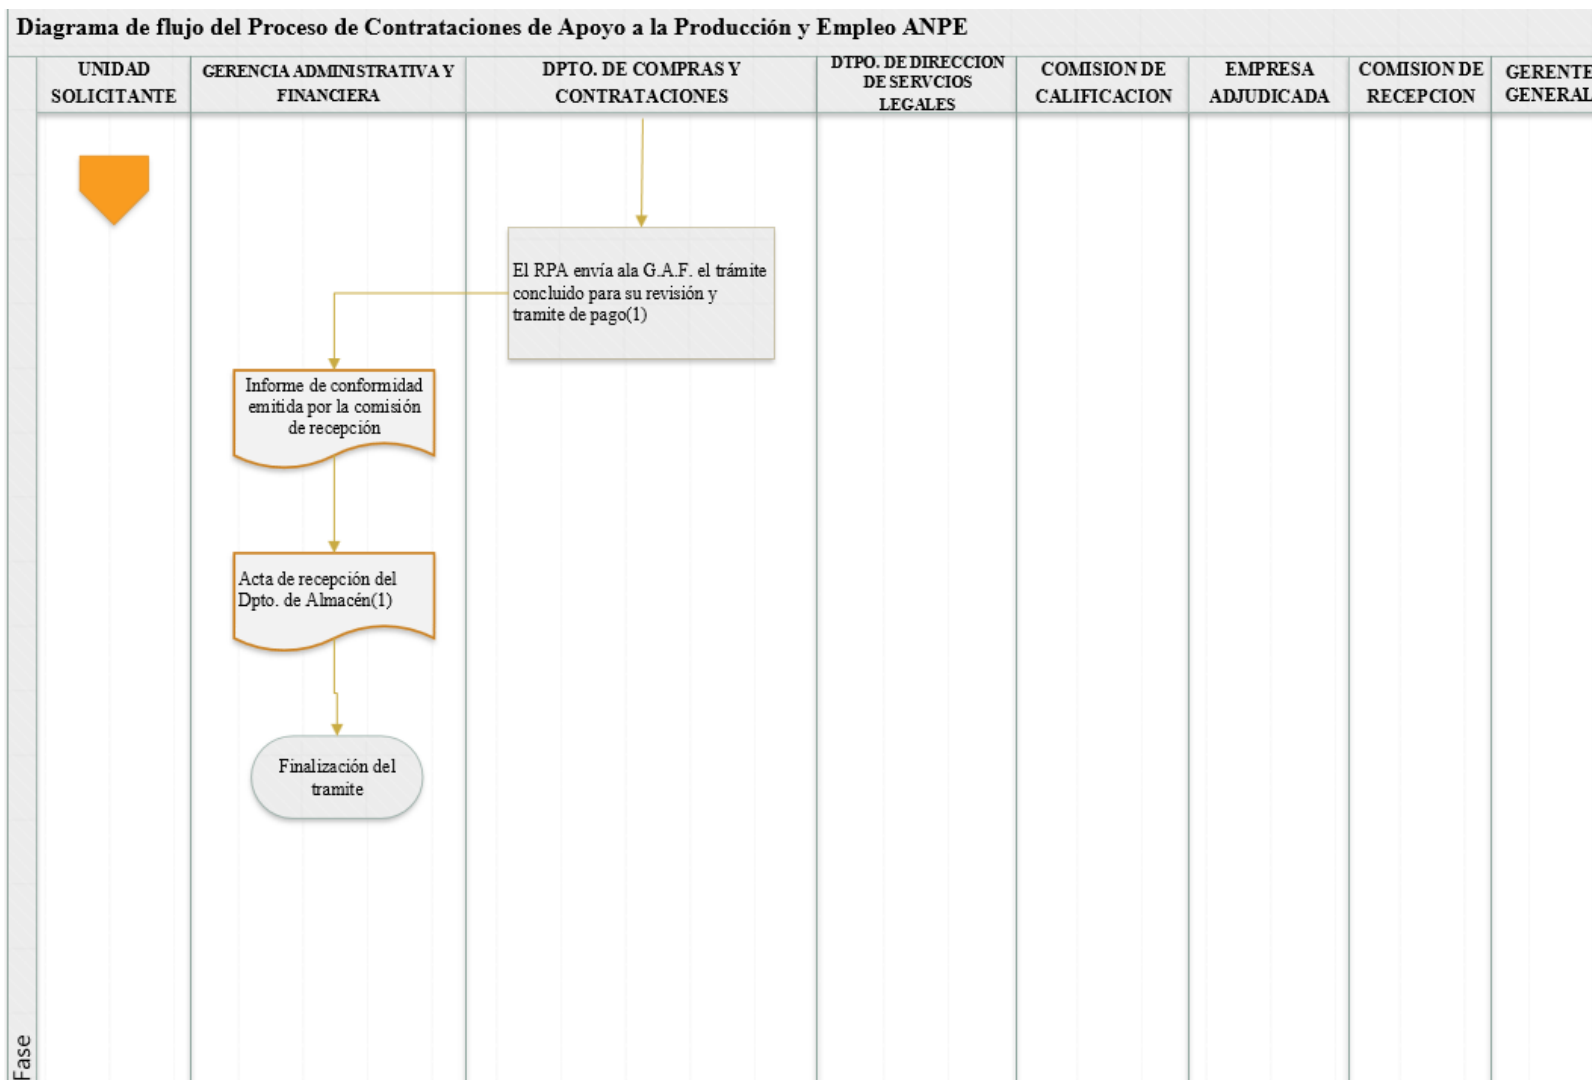 Diagrama de flujo del Proceso de Contrataciones de Apoyo a la Producción y Empleo ANPE
UNIDAD
SOLICITANTE
GERENCIA ADMINISTRATIVA Y
FINANCIERA
DPTO. DE COMPRAS Y
CONTRATACIONES
DTPO. DE DIRECCION
DE SERVCIOS
LEGALES
COMISION DE
CALIFICACION
EMPRESA
ADJUDICADA
COMISION DE
RECEPCION
GERENTE
GENERAL
El RPA envía ala G.A.F. el trámite
concluido para su revisión y
tramite de pago(1)
Informe de conformidad
emitida por la comisión
de recepción
Acta de recepción del
Dpto. de Almacén(1)
Finalización del
tramite
Fase